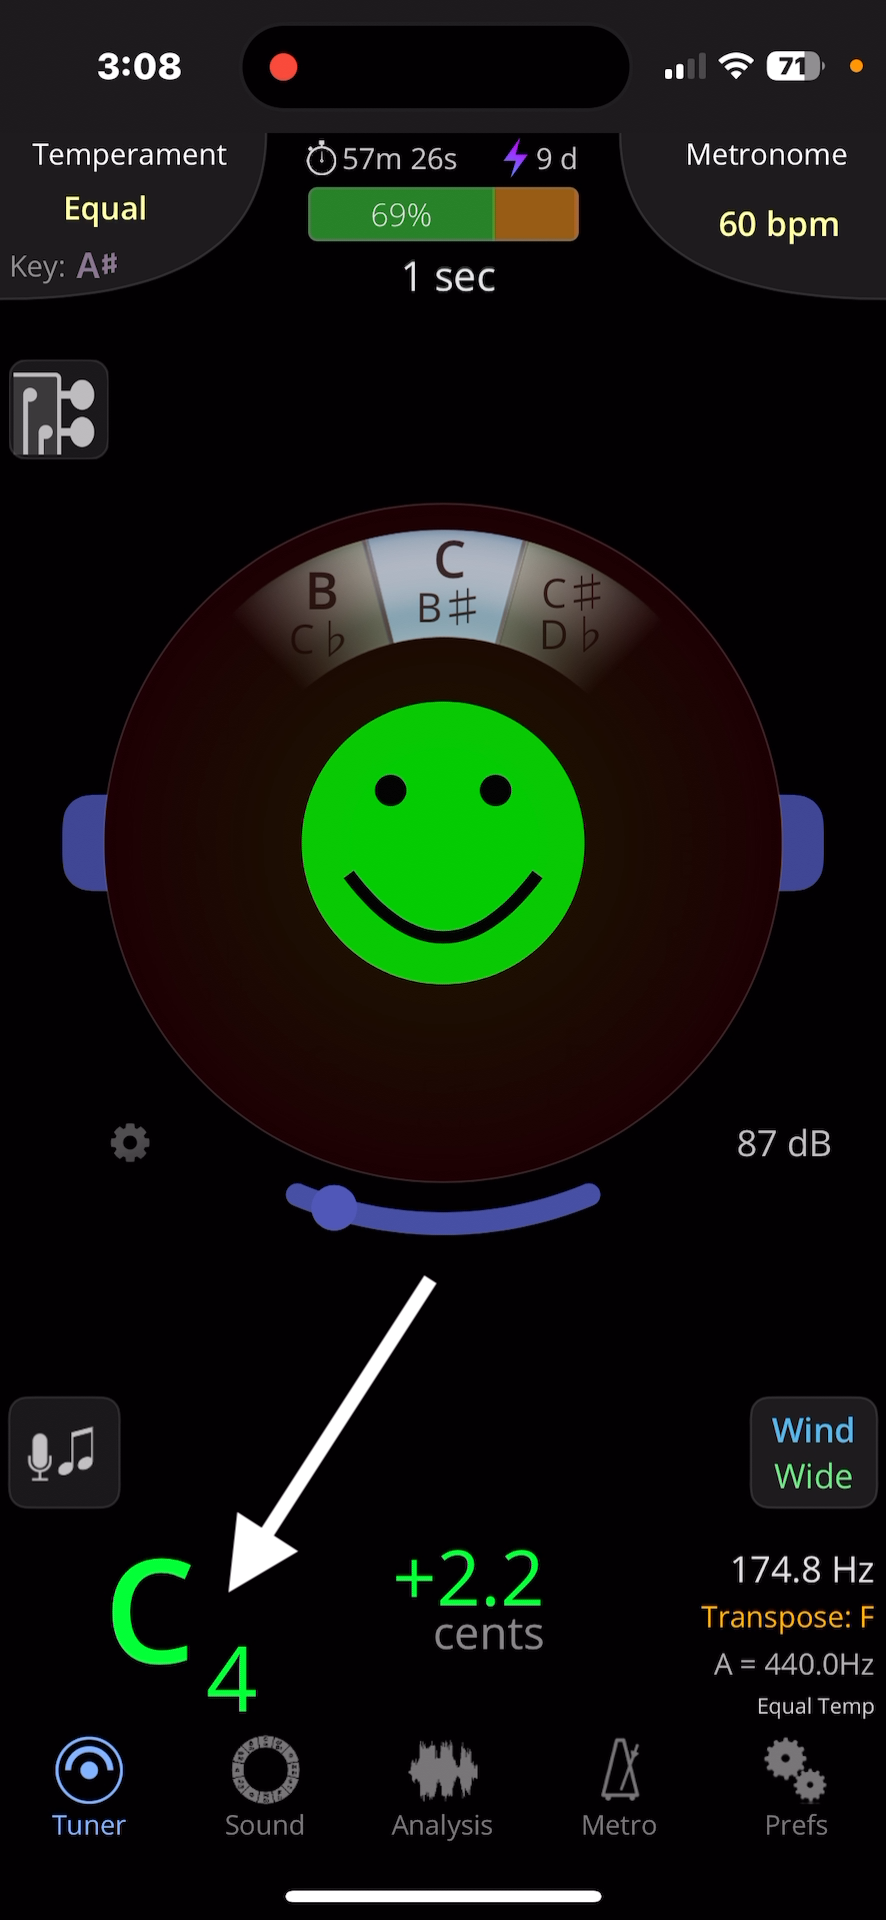 3:08
71
Temperament
Equal
Key: A♯
57m 26s
9 d
69%
1 sec
Metronome
60 bpm
B
C♭
C
B♯
C♯
D♭
87 dB
Wind
Wide
C4
+2.2
cents
174.8 Hz
Transpose: F
A = 440.0Hz
Equal Temp
Tuner
Sound
Analysis
Metro
Prefs